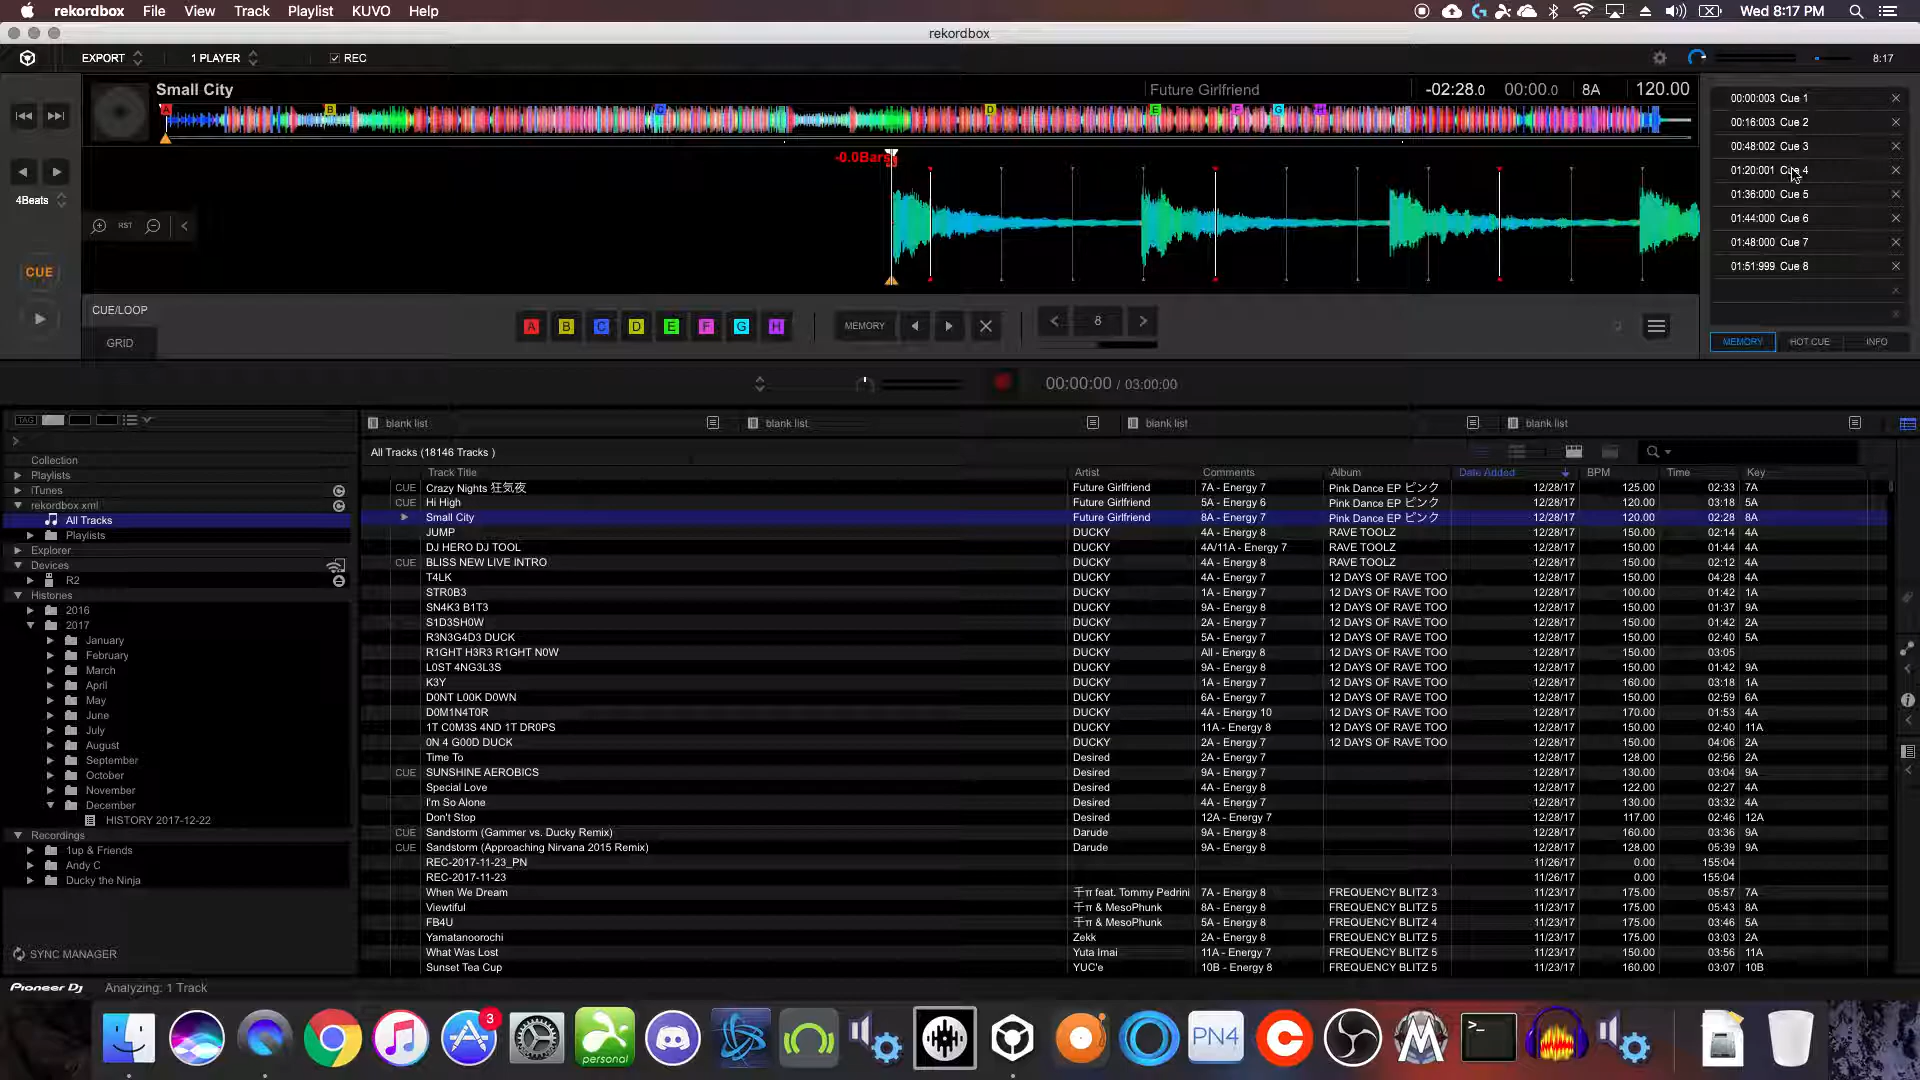 rekordbox File View Track Playlist KUVO Help Wed 8:17 PM
rekordbox
EXPORT 1 PLAYER REC 8:17
Small City Future Girlfriend -02:28.0 00:00.0 8A 120.00
A B C D E F G H
-0.0Bars
4Beats
RST
CUE
00:00:003 Cue 1
00:16:003 Cue 2
00:48:002 Cue 3
01:20:001 Cue 4
01:36:000 Cue 5
01:44:000 Cue 6
01:48:000 Cue 7
01:51:999 Cue 8
CUE/LOOP
GRID
A B C D E F G H MEMORY 8
MEMORY HOT CUE INFO
00:00:00 / 03:00:00
TAG
blank list blank list blank list blank list
All Tracks (18146 Tracks )
Collection
Playlists
iTunes
rekordbox xml
All Tracks
Playlists
Explorer
Devices
R2
Histories
2016
2017
January
February
March
April
May
June
July
August
September
October
November
December
HISTORY 2017-12-22
Recordings
1up & Friends
Andy C
Ducky the Ninja
SYNC MANAGER
Track Title Artist Comments Album Date Added BPM Time Key
CUE Crazy Nights 狂気夜 Future Girlfriend 7A - Energy 7 Pink Dance EP ピンク 12/28/17 125.00 02:33 7A
CUE Hi High Future Girlfriend 5A - Energy 6 Pink Dance EP ピンク 12/28/17 120.00 03:18 5A
Small City Future Girlfriend 8A - Energy 7 Pink Dance EP ピンク 12/28/17 120.00 02:28 8A
JUMP DUCKY 4A - Energy 8 RAVE TOOLZ 12/28/17 150.00 02:14 4A
DJ HERO DJ TOOL DUCKY 4A/11A - Energy 7 RAVE TOOLZ 12/28/17 150.00 01:44 4A
CUE BLISS NEW LIVE INTRO DUCKY 4A - Energy 8 RAVE TOOLZ 12/28/17 150.00 02:12 4A
T4LK DUCKY 4A - Energy 7 12 DAYS OF RAVE TOO 12/28/17 150.00 04:28 4A
STR0B3 DUCKY 1A - Energy 7 12 DAYS OF RAVE TOO 12/28/17 100.00 01:42 1A
SN4K3 B1T3 DUCKY 9A - Energy 8 12 DAYS OF RAVE TOO 12/28/17 150.00 01:37 9A
S1D3SH0W DUCKY 2A - Energy 7 12 DAYS OF RAVE TOO 12/28/17 150.00 01:42 2A
R3N3G4D3 DUCK DUCKY 5A - Energy 7 12 DAYS OF RAVE TOO 12/28/17 150.00 02:40 5A
R1GHT H3R3 R1GHT N0W DUCKY All - Energy 8 12 DAYS OF RAVE TOO 12/28/17 150.00 03:05
L0ST 4NG3L3S DUCKY 9A - Energy 8 12 DAYS OF RAVE TOO 12/28/17 150.00 01:42 9A
K3Y DUCKY 1A - Energy 7 12 DAYS OF RAVE TOO 12/28/17 160.00 03:18 1A
D0NT L00K D0WN DUCKY 6A - Energy 7 12 DAYS OF RAVE TOO 12/28/17 150.00 02:59 6A
D0M1N4T0R DUCKY 4A - Energy 10 12 DAYS OF RAVE TOO 12/28/17 170.00 01:53 4A
1T C0M3S 4ND 1T DR0PS DUCKY 11A - Energy 8 12 DAYS OF RAVE TOO 12/28/17 150.00 02:40 11A
0N 4 G00D DUCK DUCKY 2A - Energy 7 12 DAYS OF RAVE TOO 12/28/17 150.00 04:06 2A
Time To Desired 2A - Energy 7 12/28/17 128.00 02:56 2A
CUE SUNSHINE AEROBICS Desired 9A - Energy 7 12/28/17 130.00 03:04 9A
Special Love Desired 4A - Energy 8 12/28/17 122.00 02:27 4A
I'm So Alone Desired 4A - Energy 7 12/28/17 130.00 03:32 4A
Don't Stop Desired 12A - Energy 7 12/28/17 117.00 02:46 12A
CUE Sandstorm (Gammer vs. Ducky Remix) Darude 9A - Energy 8 12/28/17 160.00 03:36 9A
CUE Sandstorm (Approaching Nirvana 2015 Remix) Darude 9A - Energy 8 12/28/17 128.00 05:39 9A
REC-2017-11-23_PN 11/26/17 0.00 155:04
REC-2017-11-23 11/26/17 0.00 155:04
When We Dream 千π feat. Tommy Pedrini 7A - Energy 8 FREQUENCY BLITZ 3 11/23/17 175.00 05:57 7A
Viewtiful 千π & MesoPhunk 8A - Energy 8 FREQUENCY BLITZ 5 11/23/17 175.00 05:43 8A
FB4U 千π & MesoPhunk 5A - Energy 8 FREQUENCY BLITZ 4 11/23/17 175.00 03:46 5A
Yamatanoorochi Zekk 2A - Energy 8 FREQUENCY BLITZ 5 11/23/17 175.00 03:03 2A
What Was Lost Yuta Imai 11A - Energy 7 FREQUENCY BLITZ 5 11/23/17 175.00 03:56 11A
Sunset Tea Cup YUC'e 10B - Energy 8 FREQUENCY BLITZ 5 11/23/17 160.00 03:07 10B
Pioneer Dj Analyzing: 1 Track
3
personal
PN4